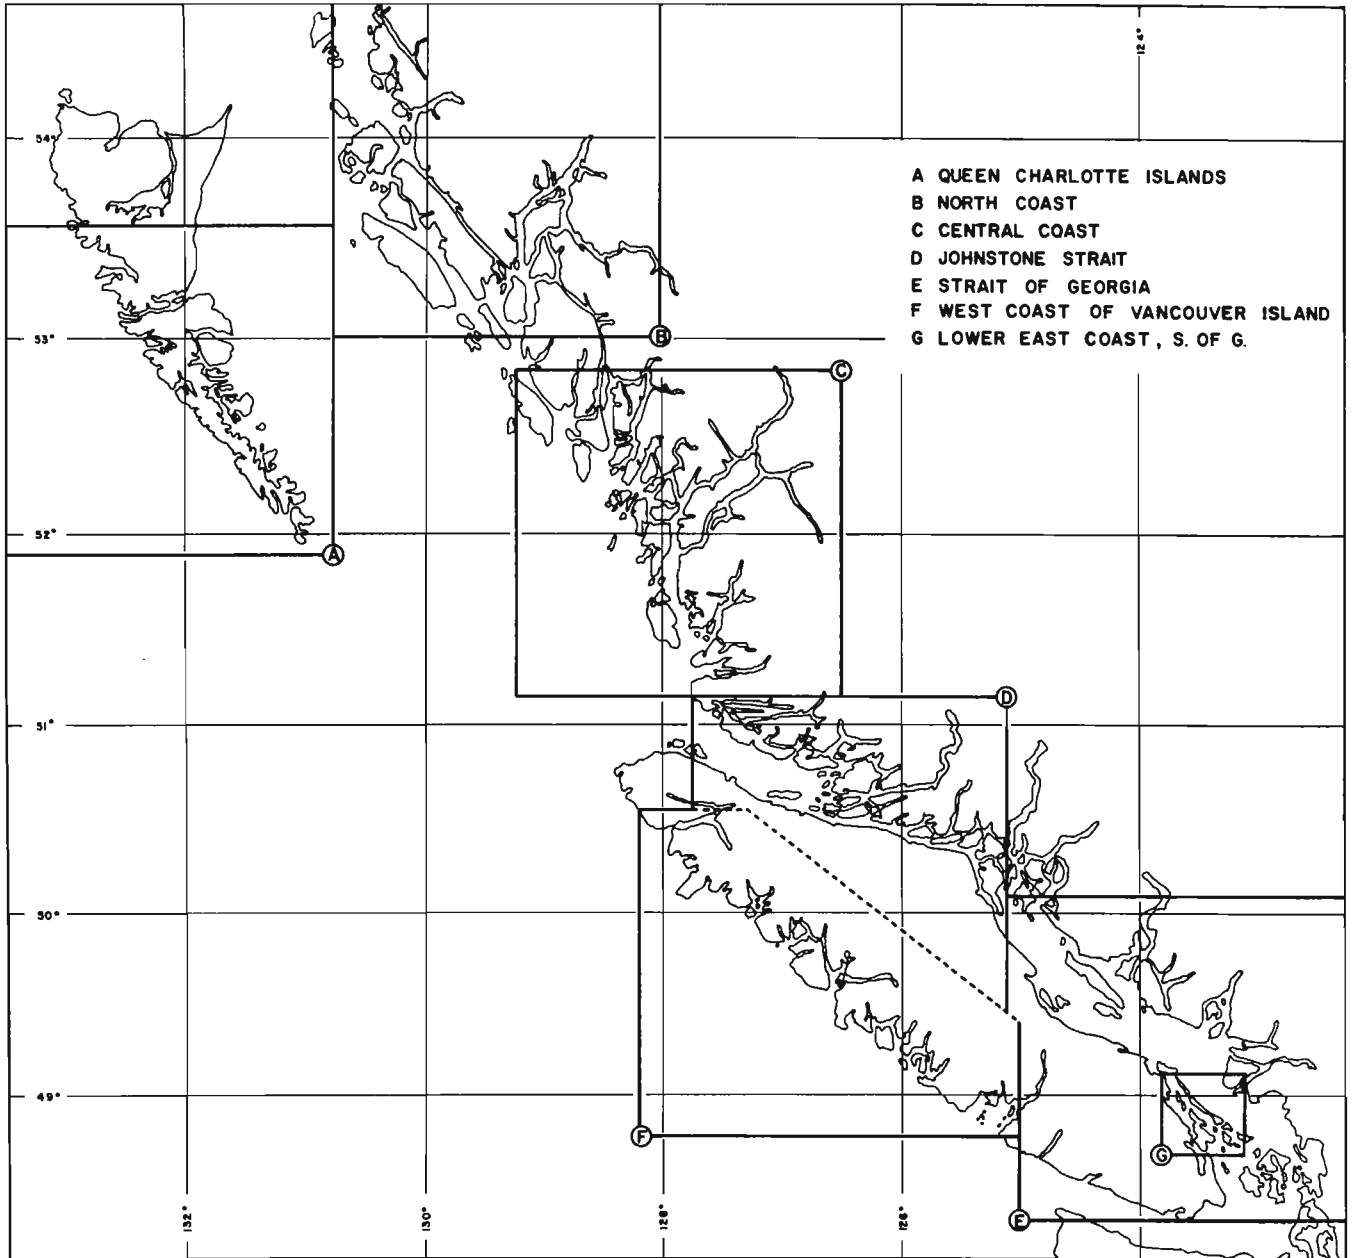 124°
54°
A QUEEN CHARLOTTE ISLANDS
B NORTH COAST
C CENTRAL COAST
D JOHNSTONE STRAIT
E STRAIT OF GEORGIA
F WEST COAST OF VANCOUVER ISLAND
G LOWER EAST COAST, S. OF G.
53°
B
C
52°
A
D
51°
50°
49°
F
G
132°
130°
128°
126°
E